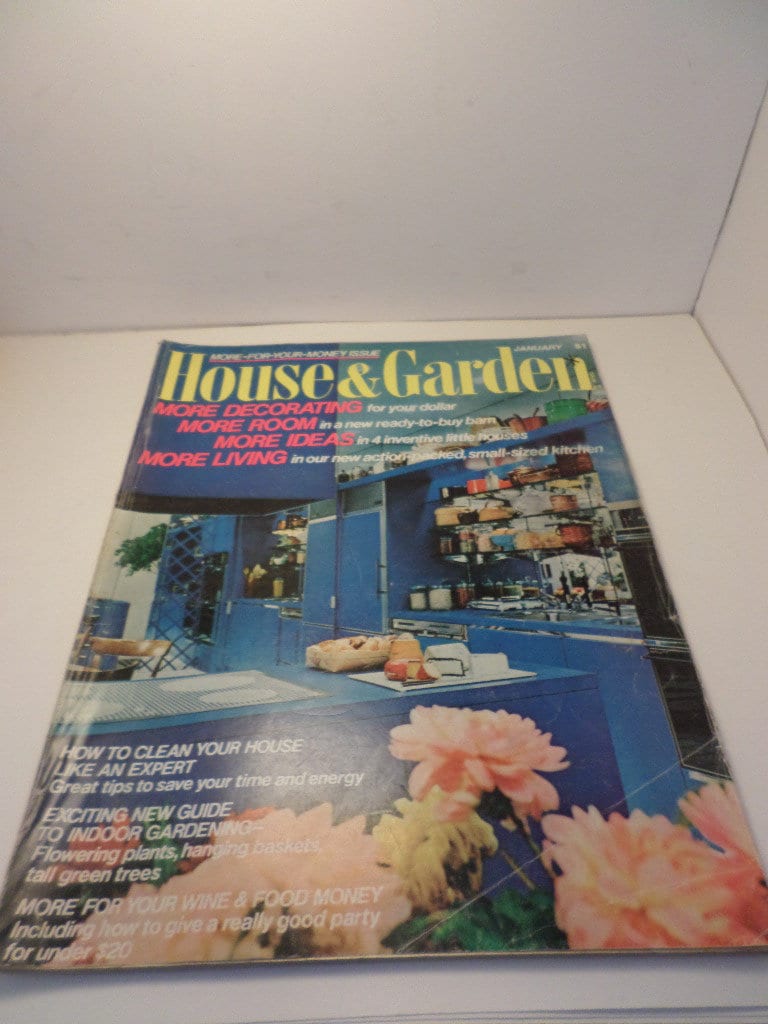 MORE-FOR-YOUR-MONEY ISSUE
JANUARY $1
House & Garden
MORE DECORATING for your dollar
MORE ROOM in a new ready-to-buy barn
MORE IDEAS in 4 inventive little houses
MORE LIVING in our new action-packed, small-sized kitchen
HOW TO CLEAN YOUR HOUSE
LIKE AN EXPERT
Great tips to save your time and energy
EXCITING NEW GUIDE
TO INDOOR GARDENING–
Flowering plants, hanging baskets,
tall green trees
MORE FOR YOUR WINE & FOOD MONEY
Including how to give a really good party
for under $20